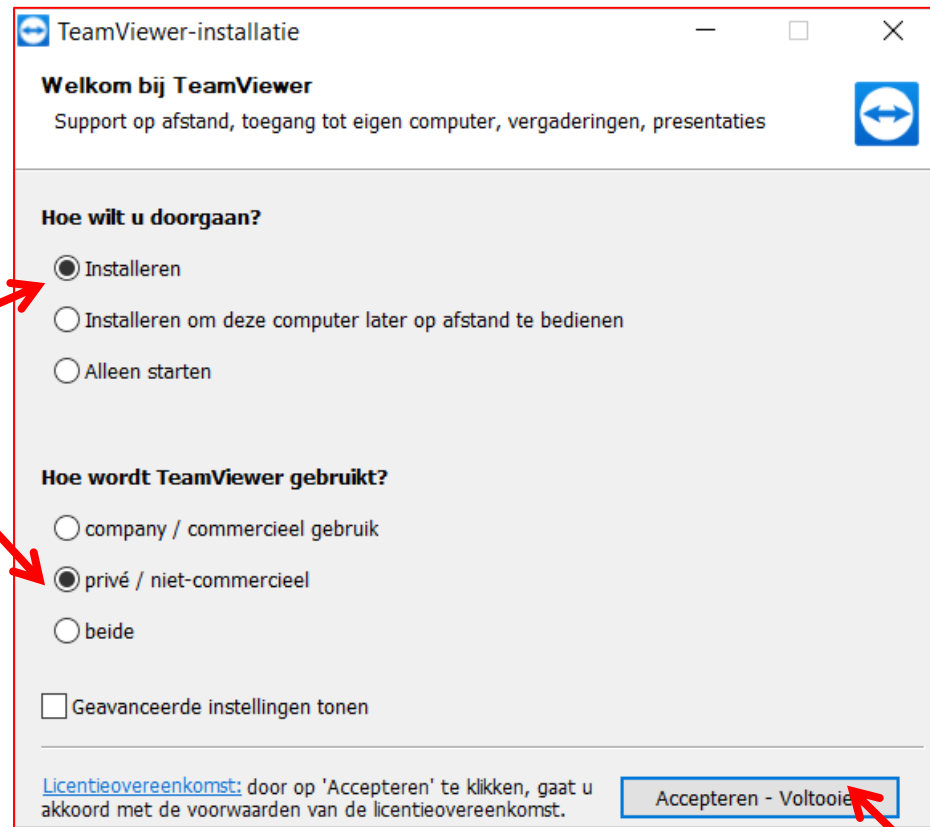 TeamViewer-installatie
Welkom bij TeamViewer
Support op afstand, toegang tot eigen computer, vergaderingen, presentaties
Hoe wilt u doorgaan?
Installeren
Installeren om deze computer later op afstand te bedienen
Alleen starten
Hoe wordt TeamViewer gebruikt?
company / commercieel gebruik
privé / niet-commercieel
beide
Geavanceerde instellingen tonen
Licentieovereenkomst: door op 'Accepteren' te klikken, gaat u
akkoord met de voorwaarden van de licentieovereenkomst.
Accepteren - Voltooie